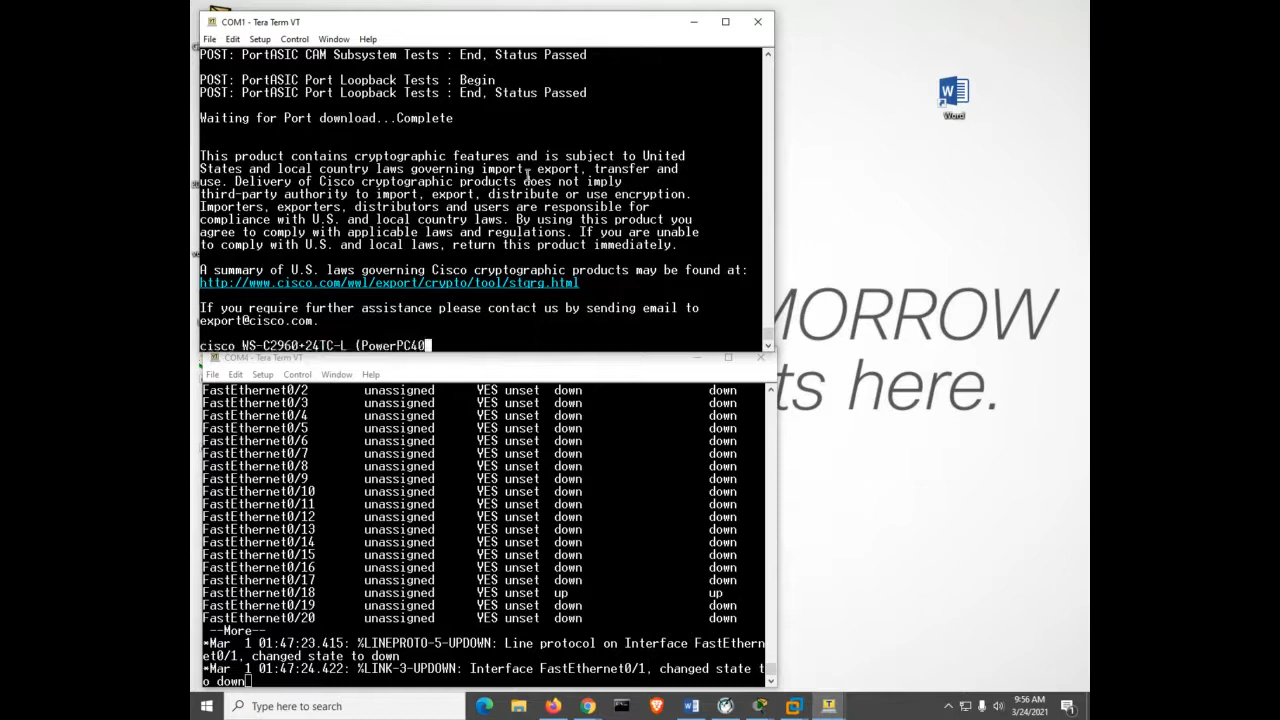 COM1 - Tera Term VT
File Edit Setup Control Window Help
POST: PortASIC CAM Subsystem Tests : End, Status Passed
POST: PortASIC Port Loopback Tests : Begin
POST: PortASIC Port Loopback Tests : End, Status Passed
Waiting for Port download...Complete
This product contains cryptographic features and is subject to United
States and local country laws governing import, export, transfer and
use. Delivery of Cisco cryptographic products does not imply
third-party authority to import, export, distribute or use encryption.
Importers, exporters, distributors and users are responsible for
compliance with U.S. and local country laws. By using this product you
agree to comply with applicable laws and regulations. If you are unable
to comply with U.S. and local laws, return this product immediately.
A summary of U.S. laws governing Cisco cryptographic products may be found at:
http://www.cisco.com/wwl/export/crypto/tool/stqrg.html
If you require further assistance please contact us by sending email to
export@cisco.com.
cisco WS-C2960+24TC-L (PowerPC40
COM4 - Tera Term VT
File Edit Setup Control Window Help
FastEthernet0/2 unassigned YES unset down down
FastEthernet0/3 unassigned YES unset down down
FastEthernet0/4 unassigned YES unset down down
FastEthernet0/5 unassigned YES unset down down
FastEthernet0/6 unassigned YES unset down down
FastEthernet0/7 unassigned YES unset down down
FastEthernet0/8 unassigned YES unset down down
FastEthernet0/9 unassigned YES unset down down
FastEthernet0/10 unassigned YES unset down down
FastEthernet0/11 unassigned YES unset down down
FastEthernet0/12 unassigned YES unset down down
FastEthernet0/13 unassigned YES unset down down
FastEthernet0/14 unassigned YES unset down down
FastEthernet0/15 unassigned YES unset down down
FastEthernet0/16 unassigned YES unset down down
FastEthernet0/17 unassigned YES unset down down
FastEthernet0/18 unassigned YES unset up up
FastEthernet0/19 unassigned YES unset down down
FastEthernet0/20 unassigned YES unset down down
--More--
*Mar 1 01:47:23.415: %LINEPROTO-5-UPDOWN: Line protocol on Interface FastEthern
et0/1, changed state to down
*Mar 1 01:47:24.422: %LINK-3-UPDOWN: Interface FastEthernet0/1, changed state t
o down
Word
MORROW
ts here.
Type here to search
9:56 AM
3/24/2021
1